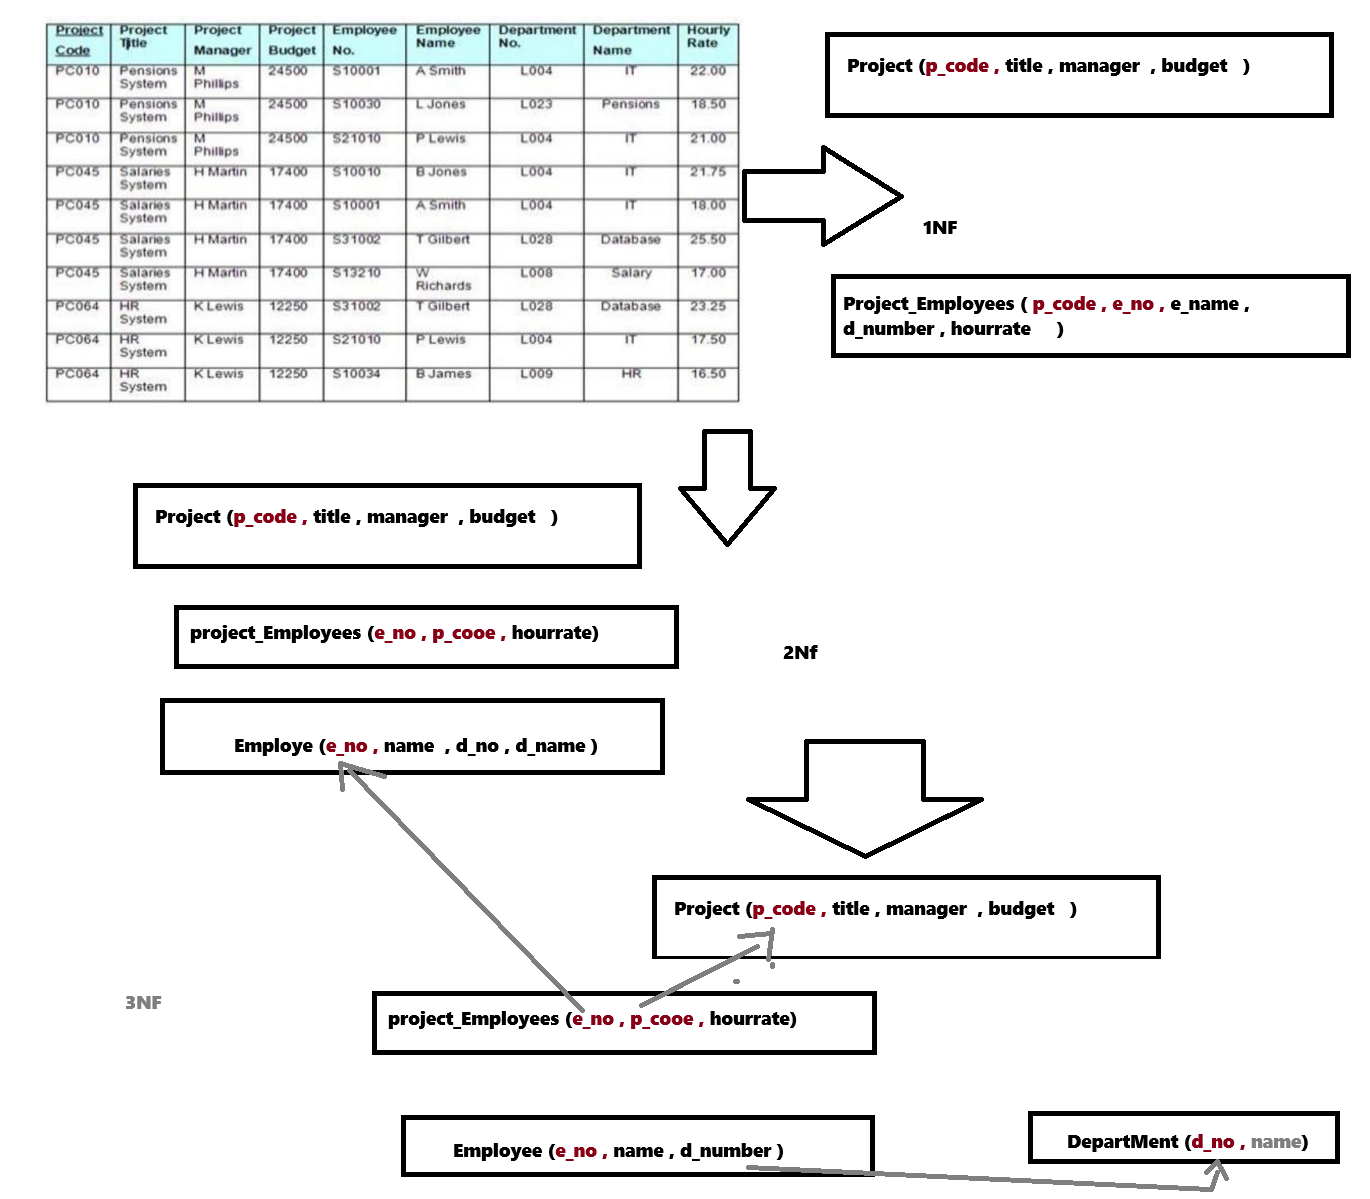 Project Code Project Title Project Manager Project Budget Employee No. Employee Name Department No. Department Name Hourly Rate
PC010 Pensions System M Phillips 24500 S10001 A Smith L004 IT 22.00
PC010 Pensions System M Phillips 24500 S10030 L Jones L023 Pensions 18.50
PC010 Pensions System M Phillips 24500 S21010 P Lewis L004 IT 21.00
PC045 Salaries System H Martin 17400 S10010 B Jones L004 IT 21.75
PC045 Salaries System H Martin 17400 S10001 A Smith L004 IT 18.00
PC045 Salaries System H Martin 17400 S31002 T Gilbert L028 Database 25.50
PC045 Salaries System H Martin 17400 S13210 W Richards L008 Salary 17.00
PC064 HR System K Lewis 12250 S31002 T Gilbert L028 Database 23.25
PC064 HR System K Lewis 12250 S21010 P Lewis L004 IT 17.50
PC064 HR System K Lewis 12250 S10034 B James L009 HR 16.50
Project (p_code , title , manager , budget )
1NF
Project_Employees ( p_code , e_no , e_name ,
d_number , hourrate )
Project (p_code , title , manager , budget )
project_Employees (e_no , p_cooe , hourrate)
2Nf
Employe (e_no , name , d_no , d_name )
Project (p_code , title , manager , budget )
3NF
project_Employees (e_no , p_cooe , hourrate)
Employee (e_no , name , d_number )
DepartMent (d_no , name)